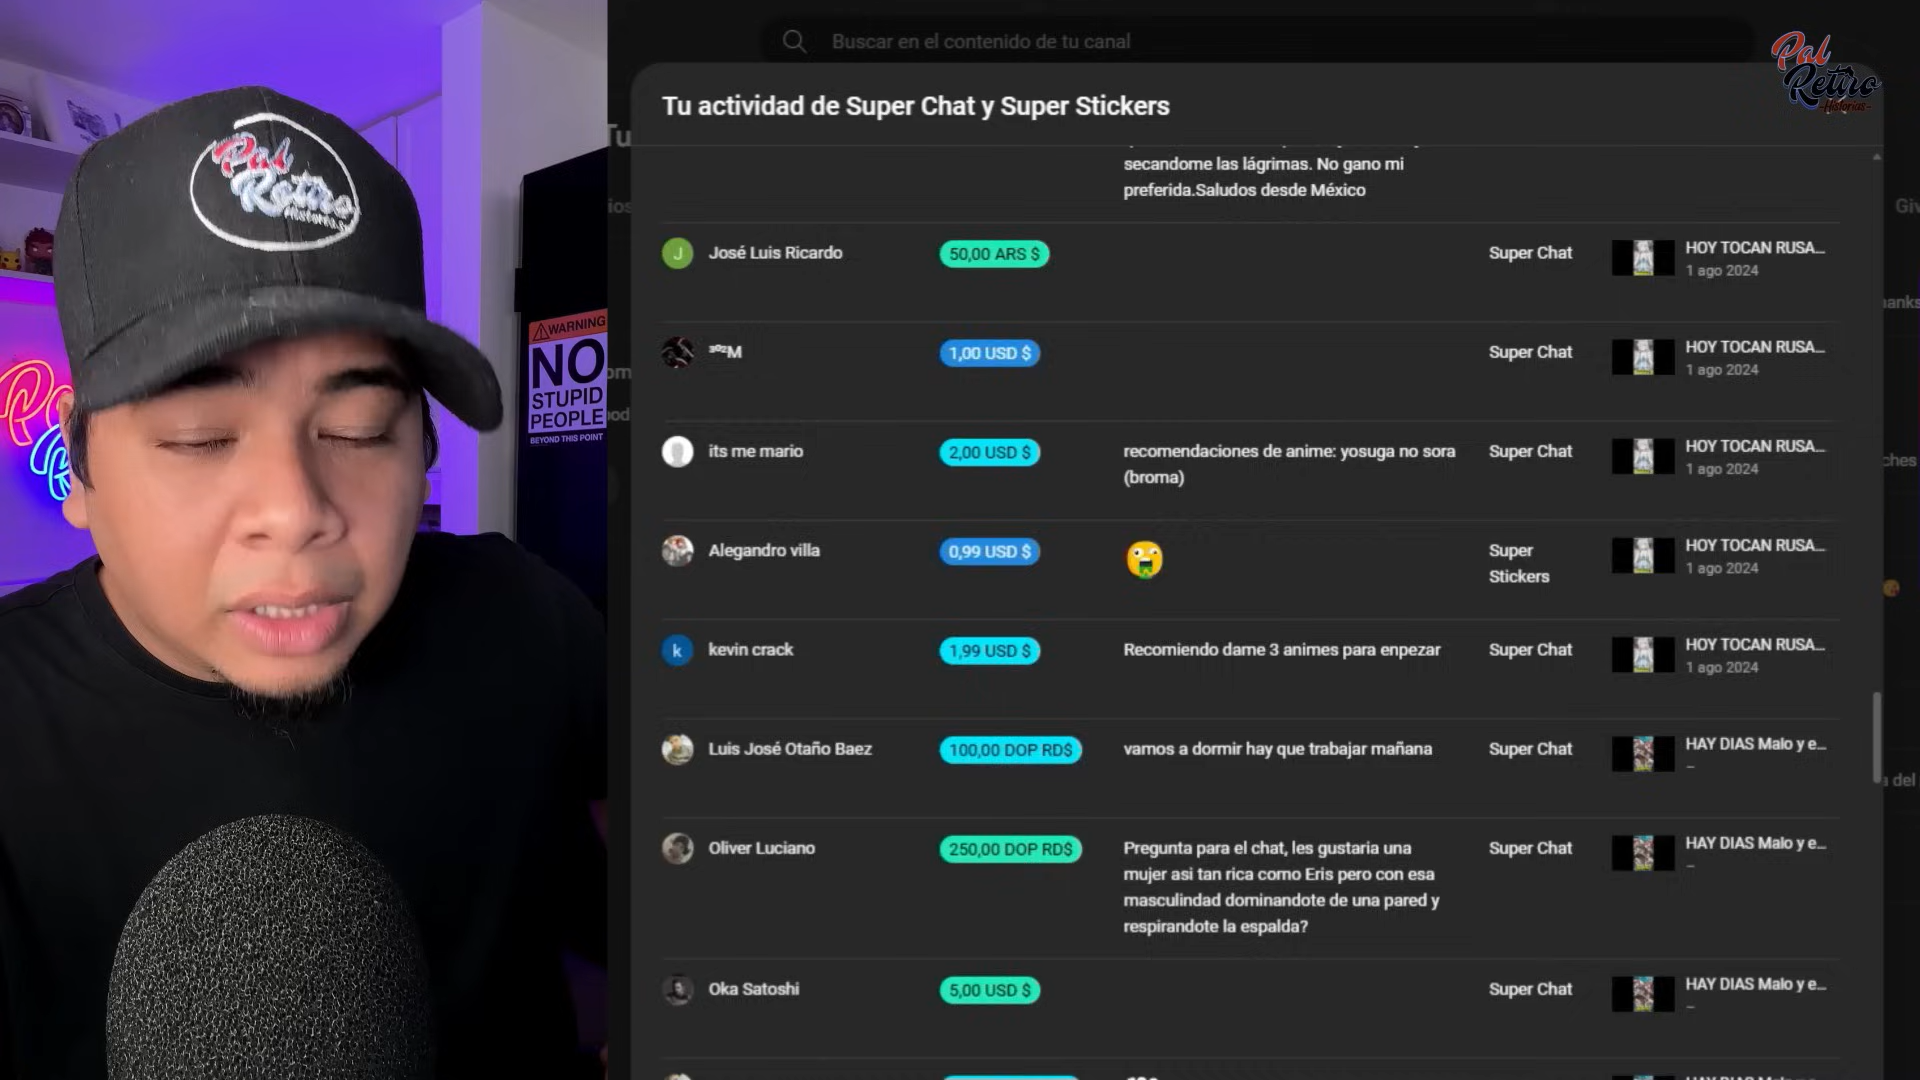 Buscar en el contenido de tu canal
Pal
Retro
-Historias-
Tu actividad de Super Chat y Super Stickers
secandome las lágrimas. No gano mi
preferida.Saludos desde México
J
José Luis Ricardo
50,00 ARS $
Super Chat
HOY TOCAN RUSA...
1 ago 2024
³⁰²M
1,00 USD $
Super Chat
HOY TOCAN RUSA...
1 ago 2024
its me mario
2,00 USD $
recomendaciones de anime: yosuga no sora
(broma)
Super Chat
HOY TOCAN RUSA...
1 ago 2024
Alegandro villa
0,99 USD $
Super
Stickers
HOY TOCAN RUSA...
1 ago 2024
k
kevin crack
1,99 USD $
Recomiendo dame 3 animes para enpezar
Super Chat
HOY TOCAN RUSA...
1 ago 2024
Luis José Otaño Baez
100,00 DOP RD$
vamos a dormir hay que trabajar mañana
Super Chat
HAY DIAS Malo y e...
–
Oliver Luciano
250,00 DOP RD$
Pregunta para el chat, les gustaria una
mujer asi tan rica como Eris pero con esa
masculindad dominandote de una pared y
respirandote la espalda?
Super Chat
HAY DIAS Malo y e...
–
Oka Satoshi
5,00 USD $
Super Chat
HAY DIAS Malo y e...
–
Pal
Retro
Historias
WARNING
NO
STUPID
PEOPLE
BEYOND THIS POINT